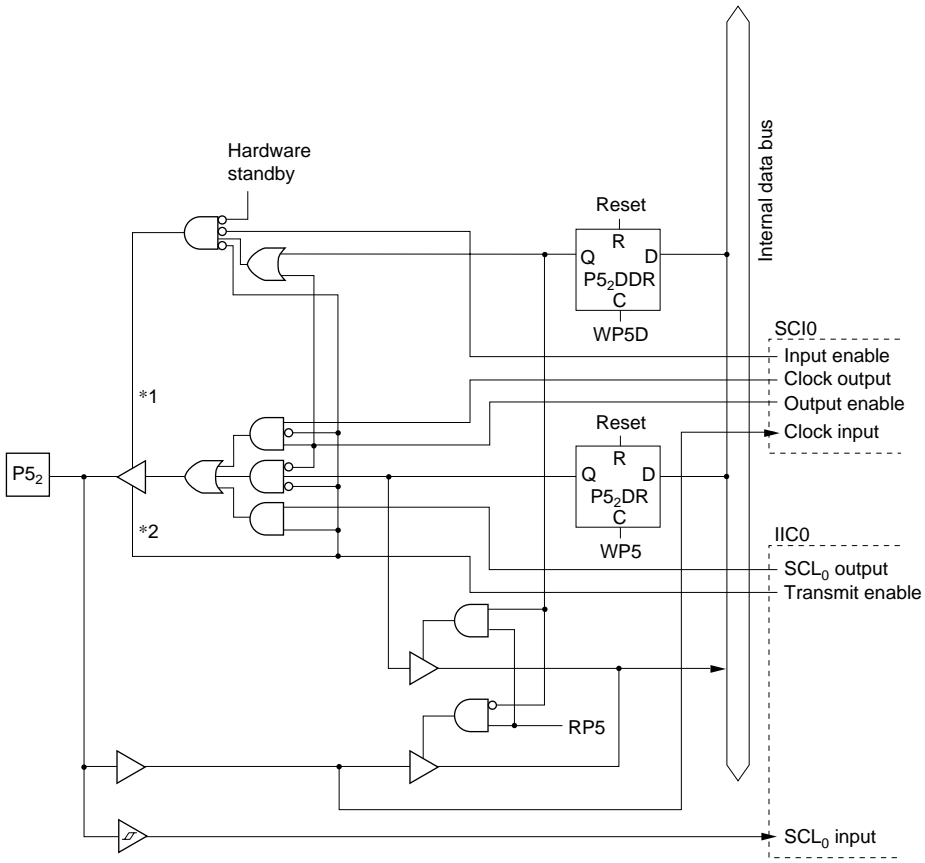 Hardware
standby
Internal data bus
Reset
R
Q D
P5₂DDR
C
WP5D
SCI0
Input enable
Clock output
Output enable
Clock input
*1
Reset
R
Q D
P5₂DR
C
WP5
P5₂
*2
IIC0
SCL₀ output
Transmit enable
RP5
SCL₀ input